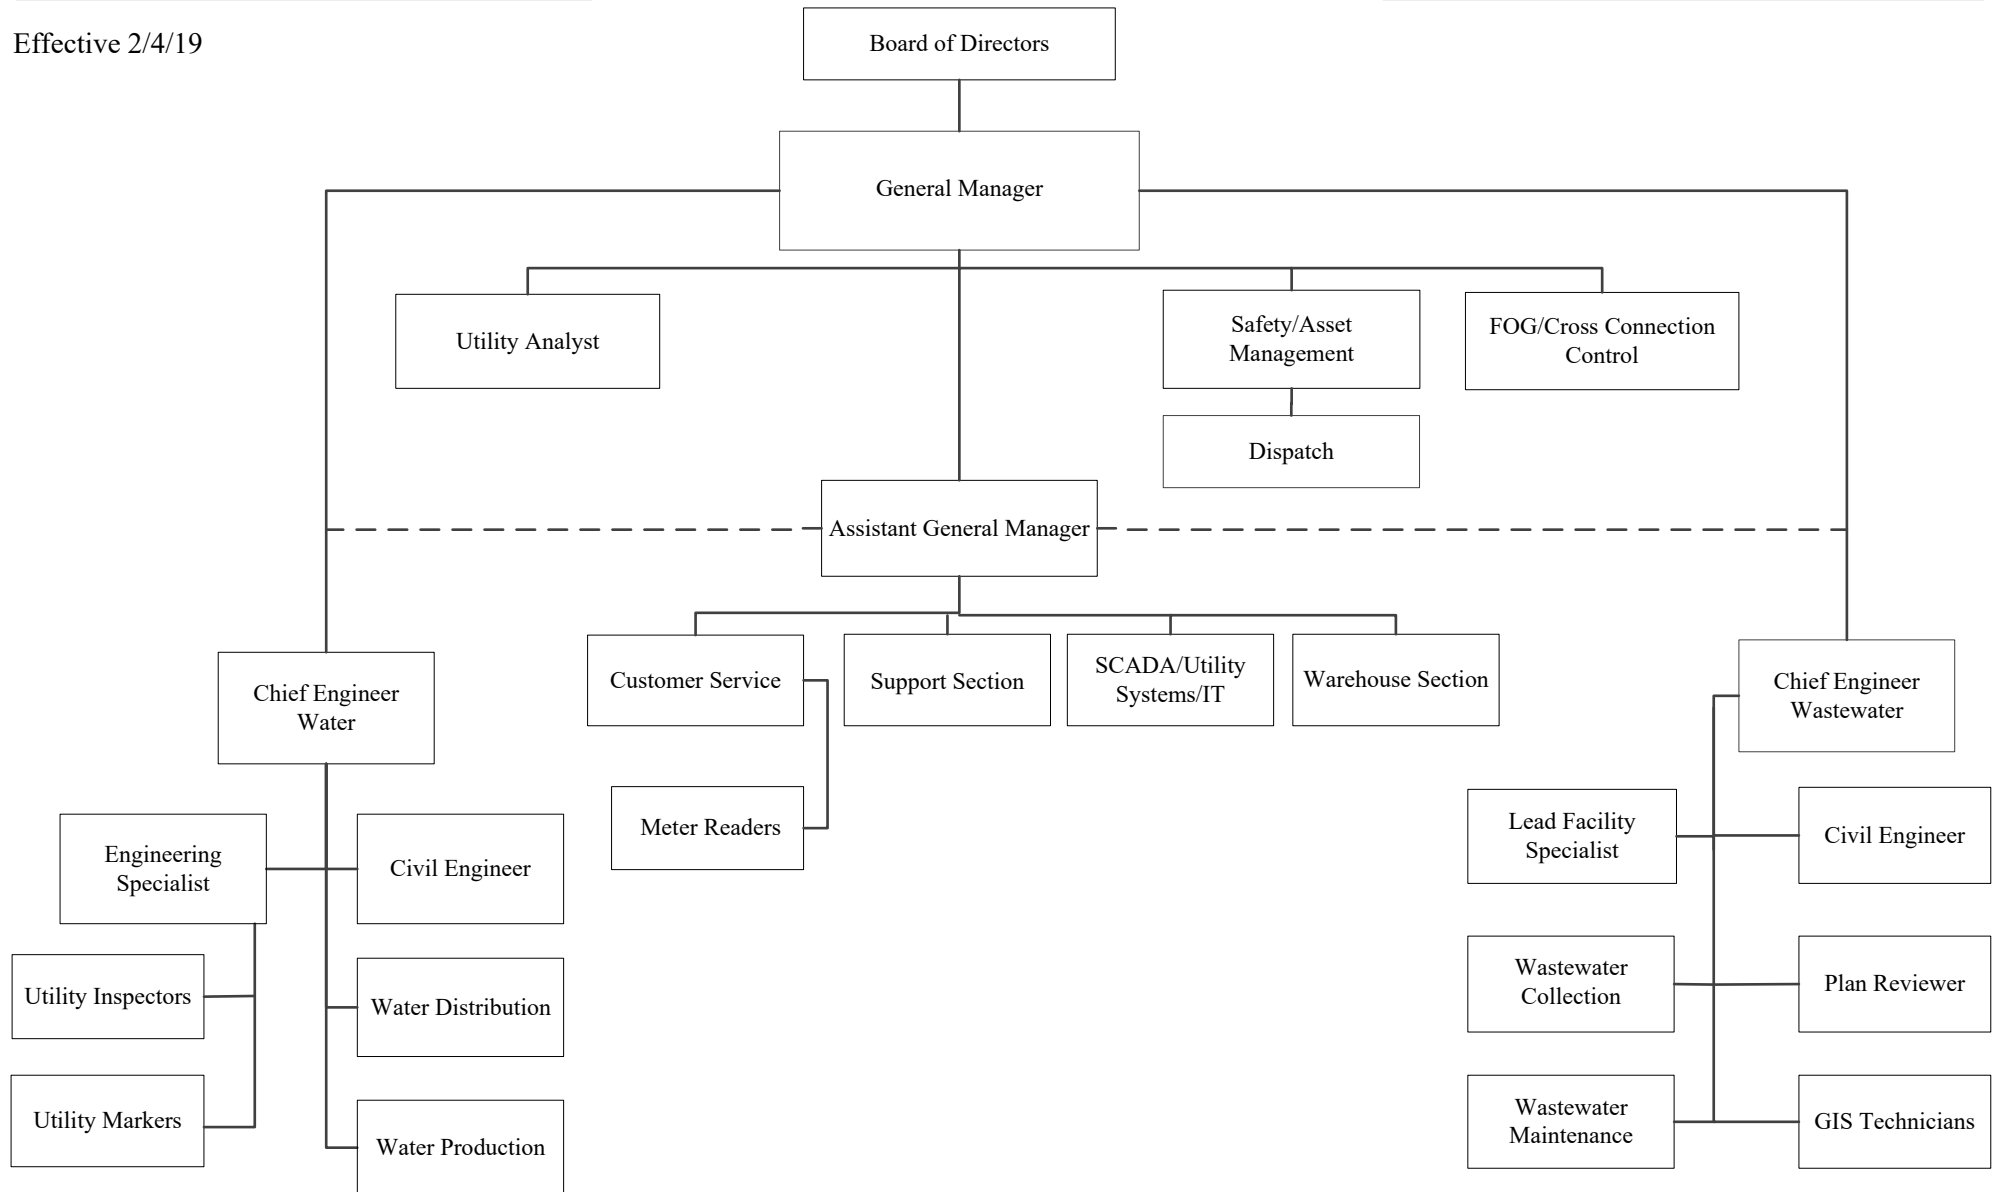 Effective 2/4/19
Board of Directors
General Manager
Utility Analyst
Safety/Asset
Management
FOG/Cross Connection
Control
Dispatch
Assistant General Manager
Customer Service
Support Section
SCADA/Utility
Systems/IT
Warehouse Section
Chief Engineer
Water
Chief Engineer
Wastewater
Meter Readers
Engineering
Specialist
Civil Engineer
Lead Facility
Specialist
Civil Engineer
Utility Inspectors
Water Distribution
Wastewater
Collection
Plan Reviewer
Utility Markers
Water Production
Wastewater
Maintenance
GIS Technicians